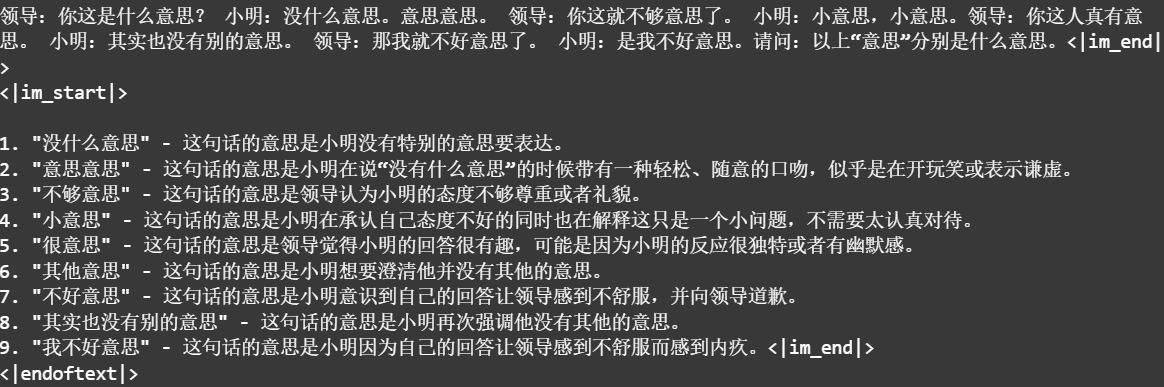 领导：你这是什么意思？ 小明：没什么意思。意思意思。 领导：你这就不够意思了。 小明：小意思，小意思。领导：你这人真有意
思。 小明：其实也没有别的意思。 领导：那我就不好意思了。 小明：是我不好意思。请问：以上“意思”分别是什么意思。<|im_end|
>
<|im_start|>
1. "没什么意思" - 这句话的意思是小明没有特别的意思要表达。
2. "意思意思" - 这句话的意思是小明在说“没有什么意思”的时候带有一种轻松、随意的口吻，似乎是在开玩笑或表示谦虚。
3. "不够意思" - 这句话的意思是领导认为小明的态度不够尊重或者礼貌。
4. "小意思" - 这句话的意思是小明在承认自己态度不好的同时也在解释这只是一个小问题，不需要太认真对待。
5. "很意思" - 这句话的意思是领导觉得小明的回答很有趣，可能是因为小明的反应很独特或者有幽默感。
6. "其他意思" - 这句话的意思是小明想要澄清他并没有其他的意思。
7. "不好意思" - 这句话的意思是小明意识到自己的回答让领导感到不舒服，并向领导道歉。
8. "其实也没有别的意思" - 这句话的意思是小明再次强调他没有其他的意思。
9. "我不好意思" - 这句话的意思是小明因为自己的回答让领导感到不舒服而感到内疚。<|im_end|>
<|endoftext|>